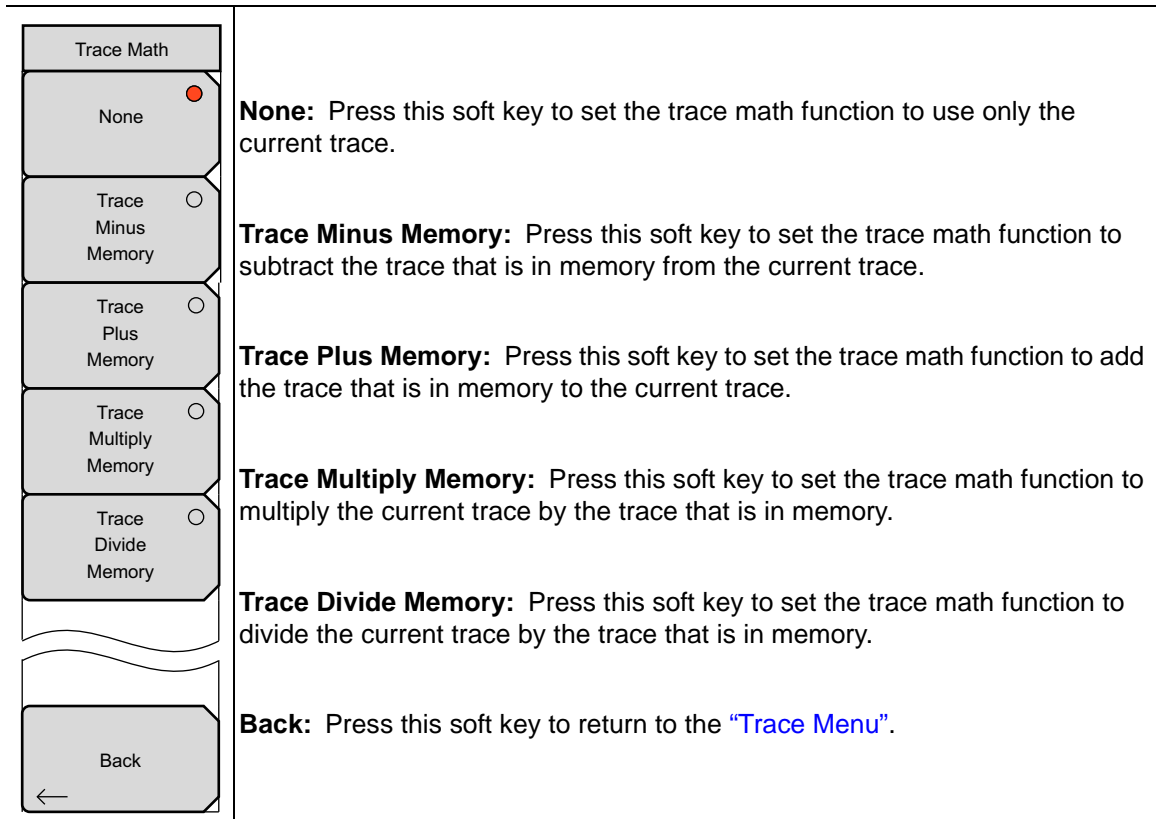 Trace Math
None
Trace
Minus
Memory
Trace
Plus
Memory
Trace
Multiply
Memory
Trace
Divide
Memory
Back
None: Press this soft key to set the trace math function to use only the
current trace.
Trace Minus Memory: Press this soft key to set the trace math function to
subtract the trace that is in memory from the current trace.
Trace Plus Memory: Press this soft key to set the trace math function to add
the trace that is in memory to the current trace.
Trace Multiply Memory: Press this soft key to set the trace math function to
multiply the current trace by the trace that is in memory.
Trace Divide Memory: Press this soft key to set the trace math function to
divide the current trace by the trace that is in memory.
Back: Press this soft key to return to the “Trace Menu”.